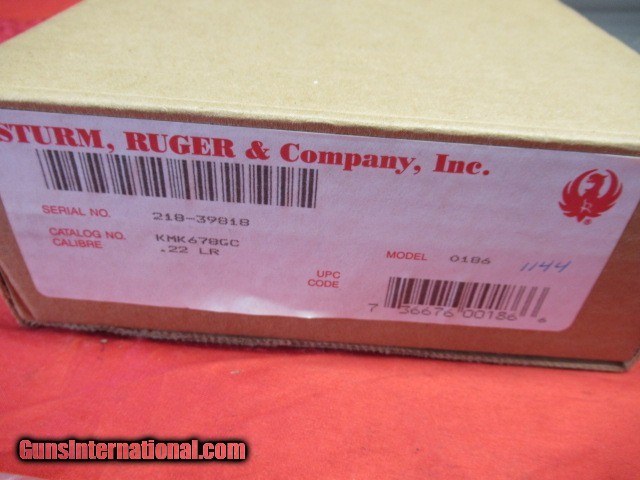 STURM, RUGER & Company, Inc.
SERIAL NO. 218-39818
CATALOG NO. KMK678GC
CALIBRE .22 LR
MODEL 0186 1144
UPC CODE
7 36676 00186 6
GunsInternational.com